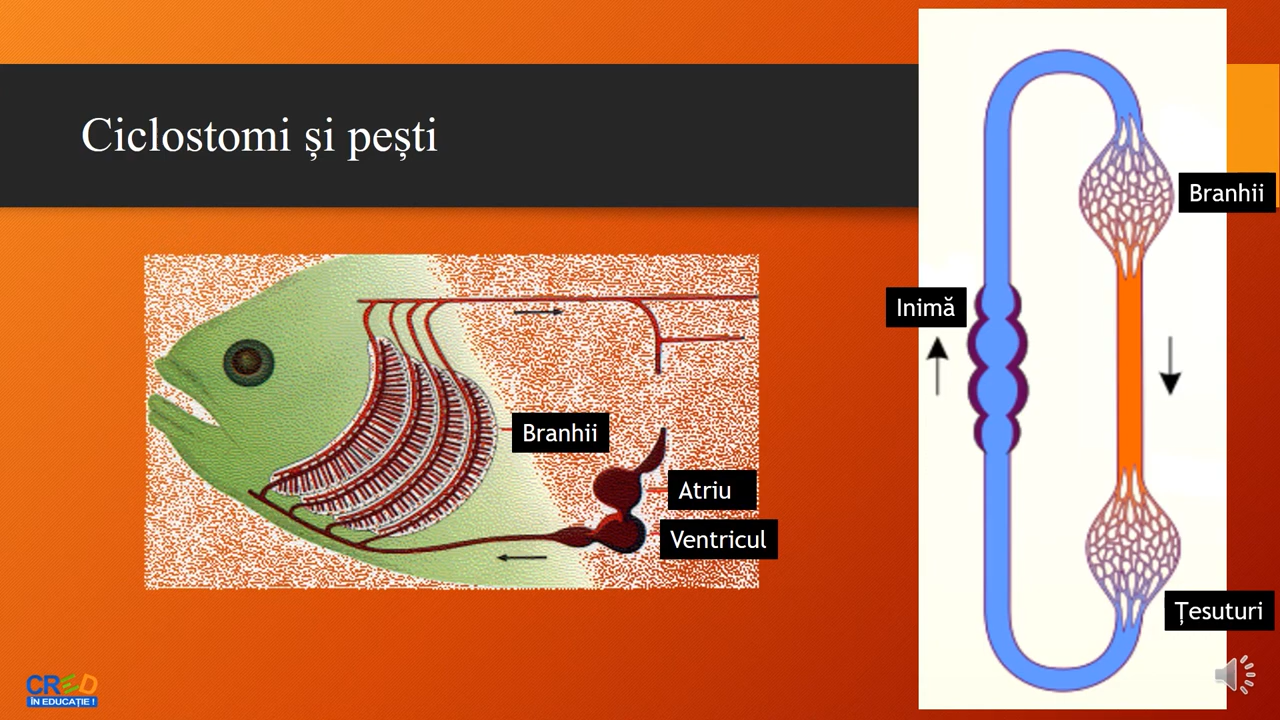 Ciclostomi și pești
Branhii
Inimă
Branhii
Atriu
Ventricul
Țesuturi
CRED
ÎN EDUCAȚIE !